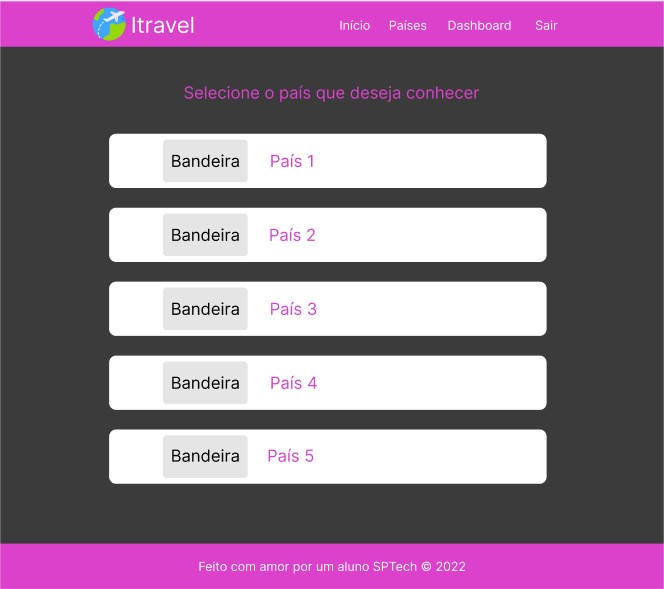 Itravel Início Países Dashboard Sair
Selecione o país que deseja conhecer
Bandeira País 1
Bandeira País 2
Bandeira País 3
Bandeira País 4
Bandeira País 5
Feito com amor por um aluno SPTech © 2022